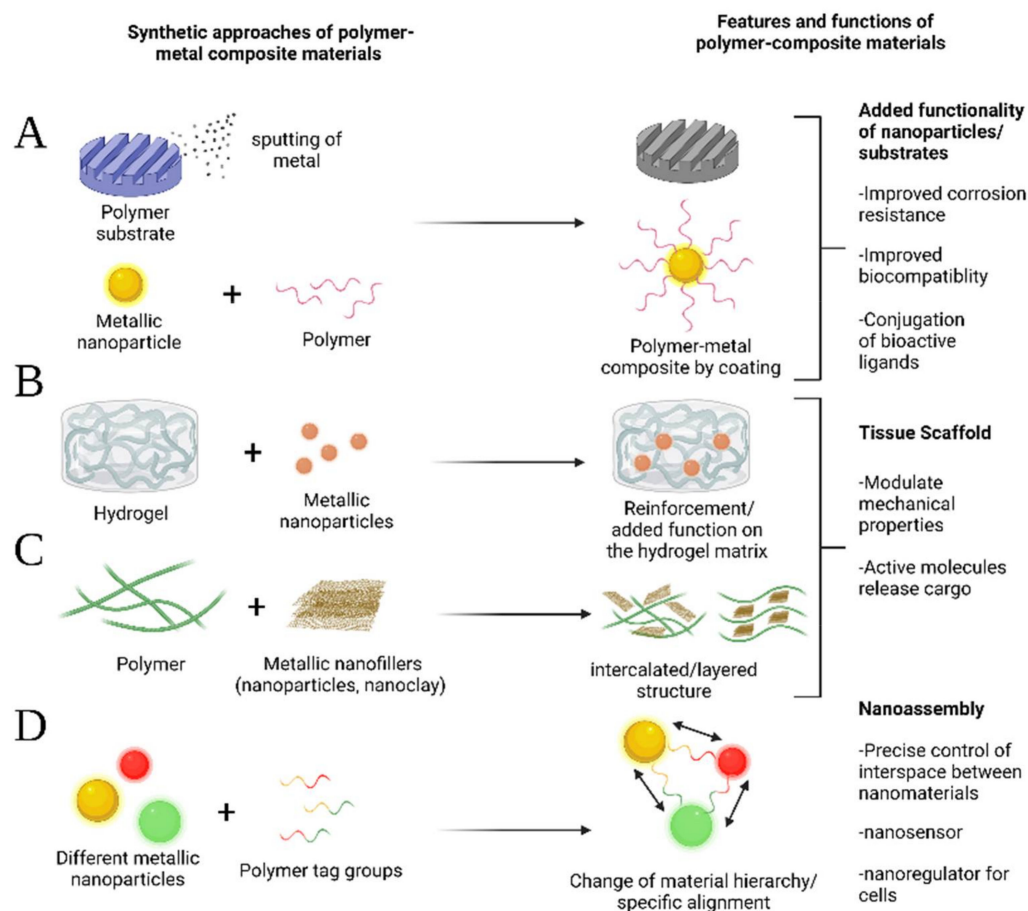 Synthetic approaches of polymer-
metal composite materials
Features and functions of
polymer-composite materials
A
sputting of
metal
Polymer
substrate
+
Metallic
nanoparticle
Polymer
Polymer-metal
composite by coating
Added functionality
of nanoparticles/
substrates
-Improved corrosion
resistance
-Improved
biocompatiblity
-Conjugation
of bioactive
ligands
B
+
Hydrogel
Metallic
nanoparticles
Reinforcement/
added function on
the hydrogel matrix
Tissue Scaffold
-Modulate
mechanical
properties
-Active molecules
release cargo
C
+
Polymer
Metallic nanofillers
(nanoparticles, nanoclay)
intercalated/layered
structure
D
+
Different metallic
nanoparticles
Polymer tag groups
Change of material hierarchy/
specific alignment
Nanoassembly
-Precise control of
interspace between
nanomaterials
-nanosensor
-nanoregulator for
cells